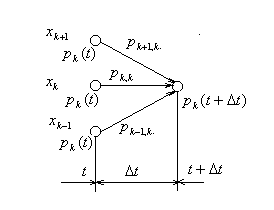 x_{k+1}
p_k(t)
p_{k+1,k.}
x_k
p_k(t)
p_{k,k}
p_k(t + Δt)
x_{k-1}
p_k(t)
p_{k-1,k.}
t
Δt
t + Δt